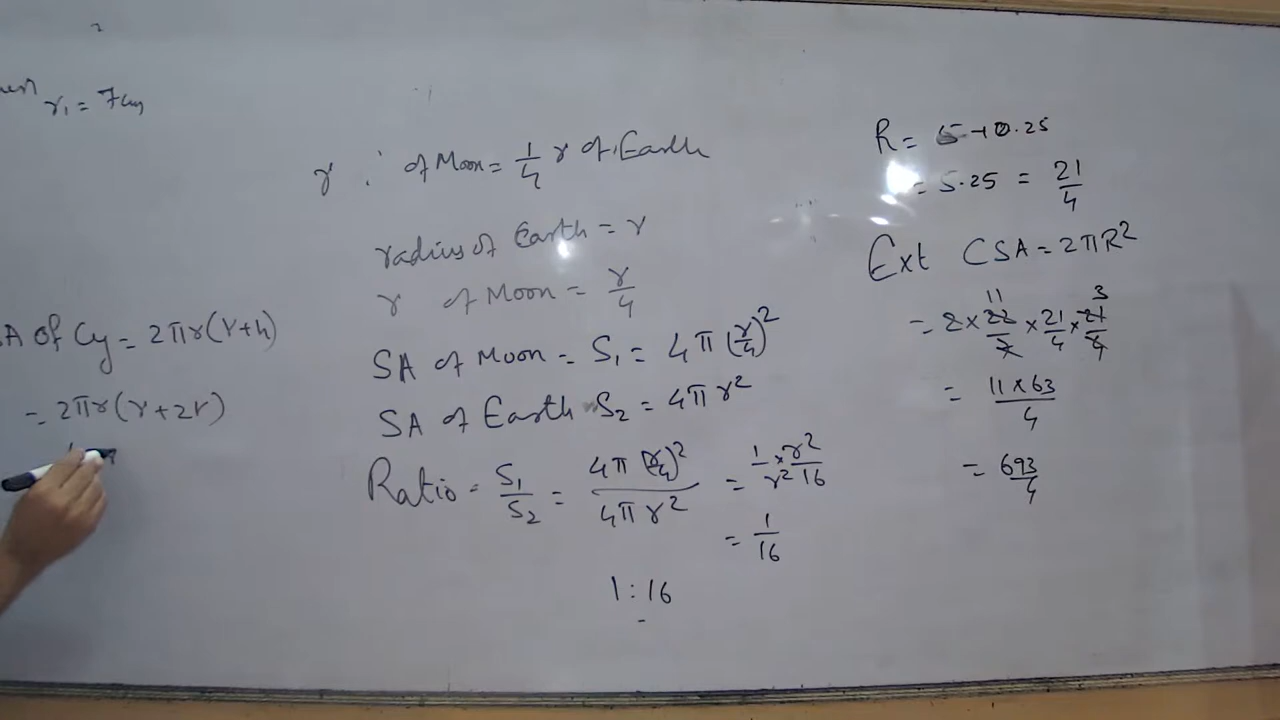 r₁ = 7cm
A of Cy = 2πr(r+h)
= 2πr(r+2r)
r of Moon = 1/4 r of Earth
radius of Earth = r
r of Moon = r/4
SA of Moon = S₁ = 4π(r/4)²
SA of Earth S₂ = 4πr²
Ratio = S₁/S₂ = 4π(r/4)²/4πr² = 1/r² × r²/16
= 1/16
1:16
R = 5+0.25
= 5.25 = 21/4
Ext CSA = 2πR²
11 3
= 2 × 22/7 × 21/4 × 21/4
= 11×63/4
= 693/4